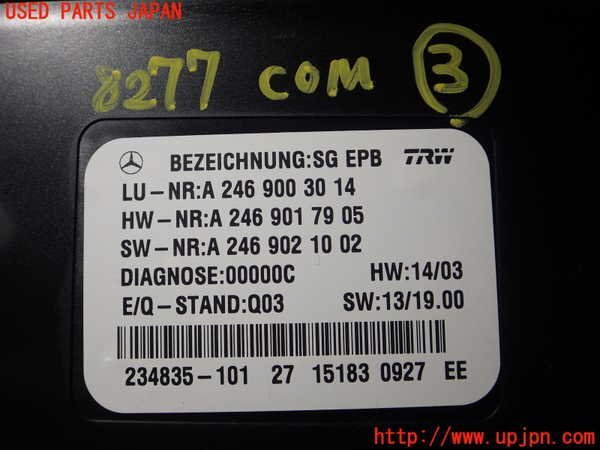 USED PARTS JAPAN
8277 COM ③
BEZEICHNUNG:SG EPB TRW
LU-NR:A 246 900 30 14
HW-NR:A 246 901 79 05
SW-NR:A 246 902 10 02
DIAGNOSE:00000C HW:14/03
E/Q-STAND:Q03 SW:13/19.00
234835-101 27 15183 0927 EE
http://www.upjpn.com/